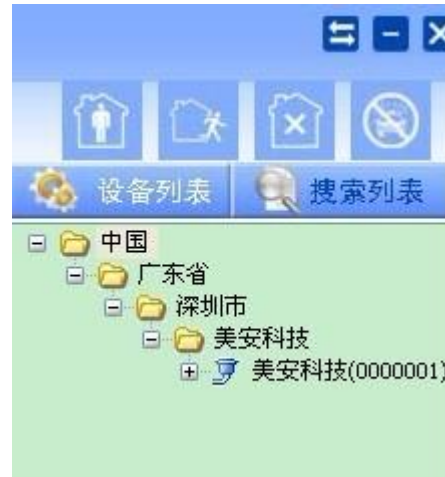 设备列表 搜索列表
中国
广东省
深圳市
美安科技
美安科技(0000001)